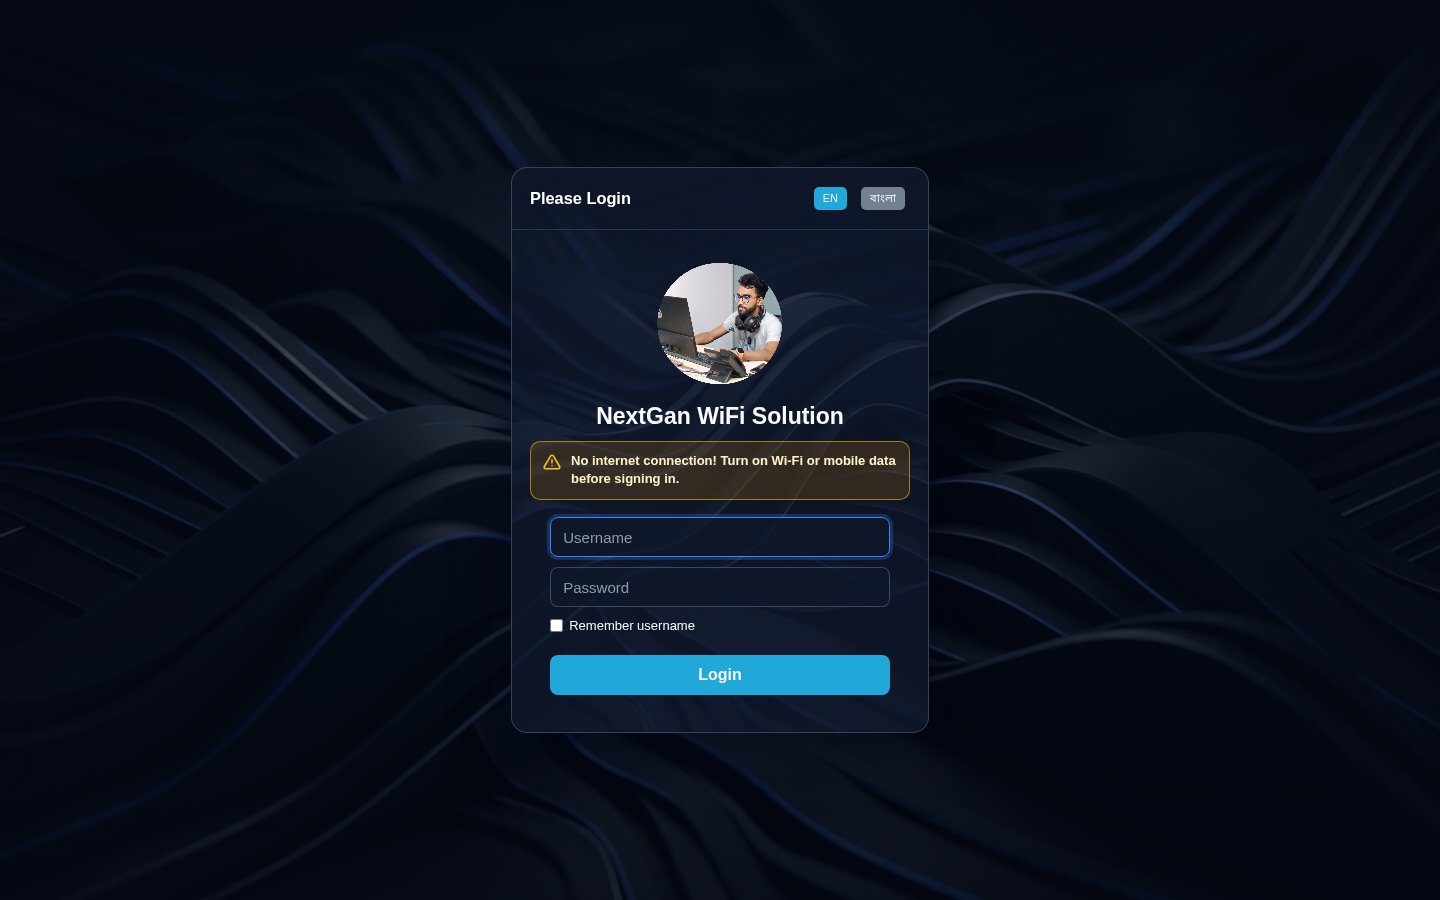 Please Login
EN
বাংলা
NextGan WiFi Solution
No internet connection! Turn on Wi-Fi or mobile data
before signing in.
Username
Password
Remember username
Login